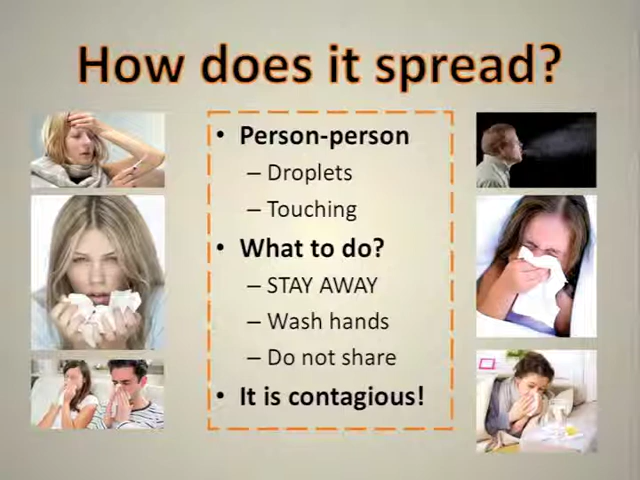 How does it spread?
• Person-person
– Droplets
– Touching
• What to do?
– STAY AWAY
– Wash hands
– Do not share
• It is contagious!